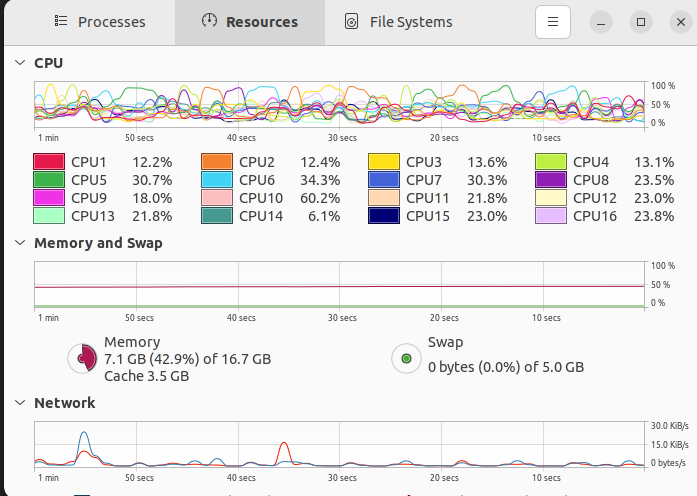 Processes Resources File Systems
CPU
100 %
50 %
0 %
1 min 50 secs 40 secs 30 secs 20 secs 10 secs
CPU1 12.2% CPU2 12.4% CPU3 13.6% CPU4 13.1%
CPU5 30.7% CPU6 34.3% CPU7 30.3% CPU8 23.5%
CPU9 18.0% CPU10 60.2% CPU11 21.8% CPU12 23.0%
CPU13 21.8% CPU14 6.1% CPU15 23.0% CPU16 23.8%
Memory and Swap
100 %
50 %
0 %
1 min 50 secs 40 secs 30 secs 20 secs 10 secs
Memory Swap
7.1 GB (42.9%) of 16.7 GB 0 bytes (0.0%) of 5.0 GB
Cache 3.5 GB
Network
30.0 KiB/s
15.0 KiB/s
0 bytes/s
1 min 50 secs 40 secs 30 secs 20 secs 10 secs